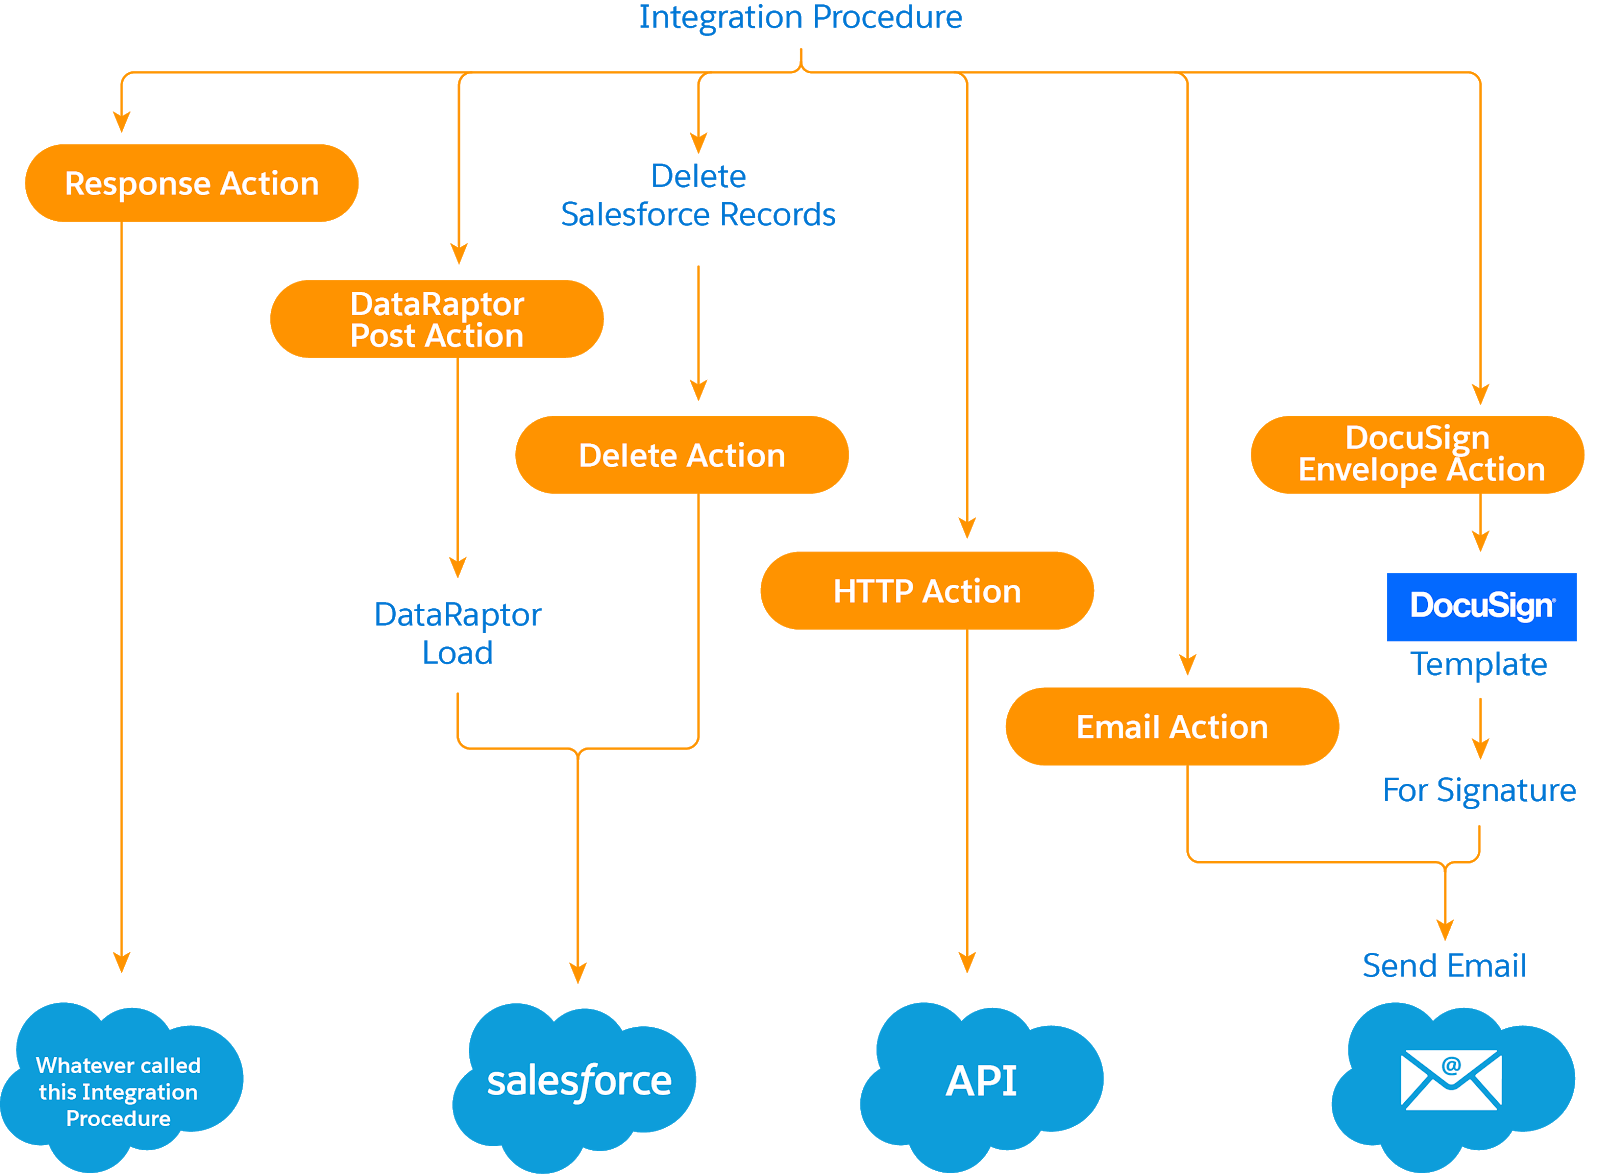 Integration Procedure
Response Action
Delete
Salesforce Records
DataRaptor
Post Action
Delete Action
DocuSign
Envelope Action
HTTP Action
DocuSign®
Template
DataRaptor
Load
Email Action
For Signature
Send Email
Whatever called
this Integration
Procedure
salesforce
API
@